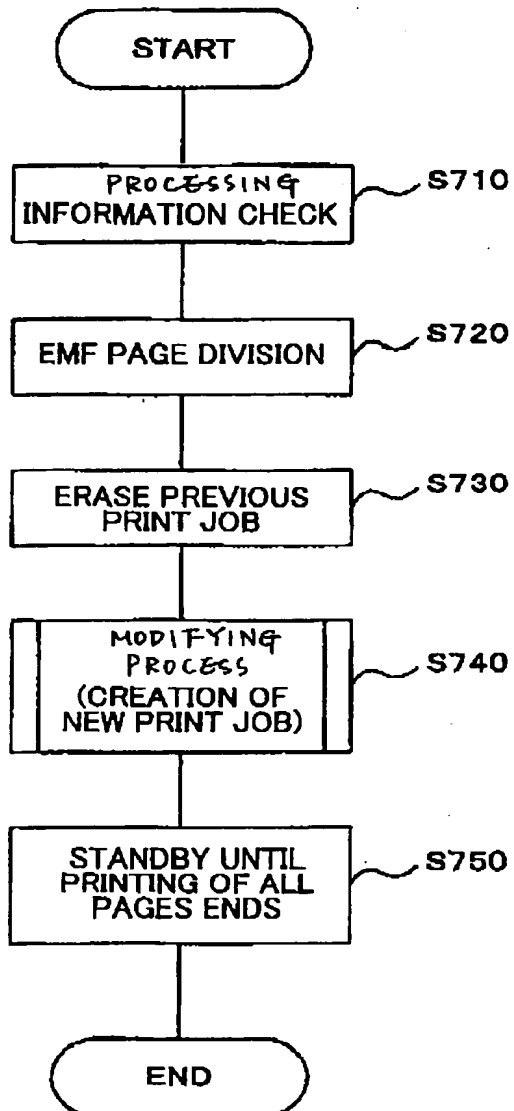 START
PROCESSING
INFORMATION CHECK
S710
EMF PAGE DIVISION
S720
ERASE PREVIOUS
PRINT JOB
S730
MODIFYING
PROCESS
(CREATION OF
NEW PRINT JOB)
S740
STANDBY UNTIL
PRINTING OF ALL
PAGES ENDS
S750
END